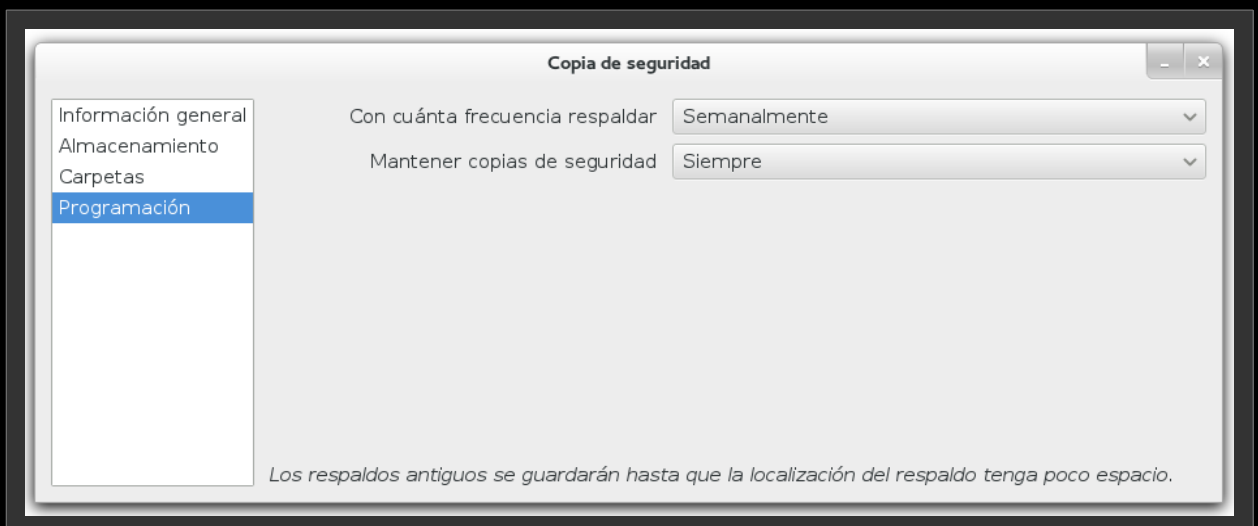 Copia de seguridad
Información general
Almacenamiento
Carpetas
Programación
Con cuánta frecuencia respaldar Semanalmente
Mantener copias de seguridad Siempre
Los respaldos antiguos se guardarán hasta que la localización del respaldo tenga poco espacio.